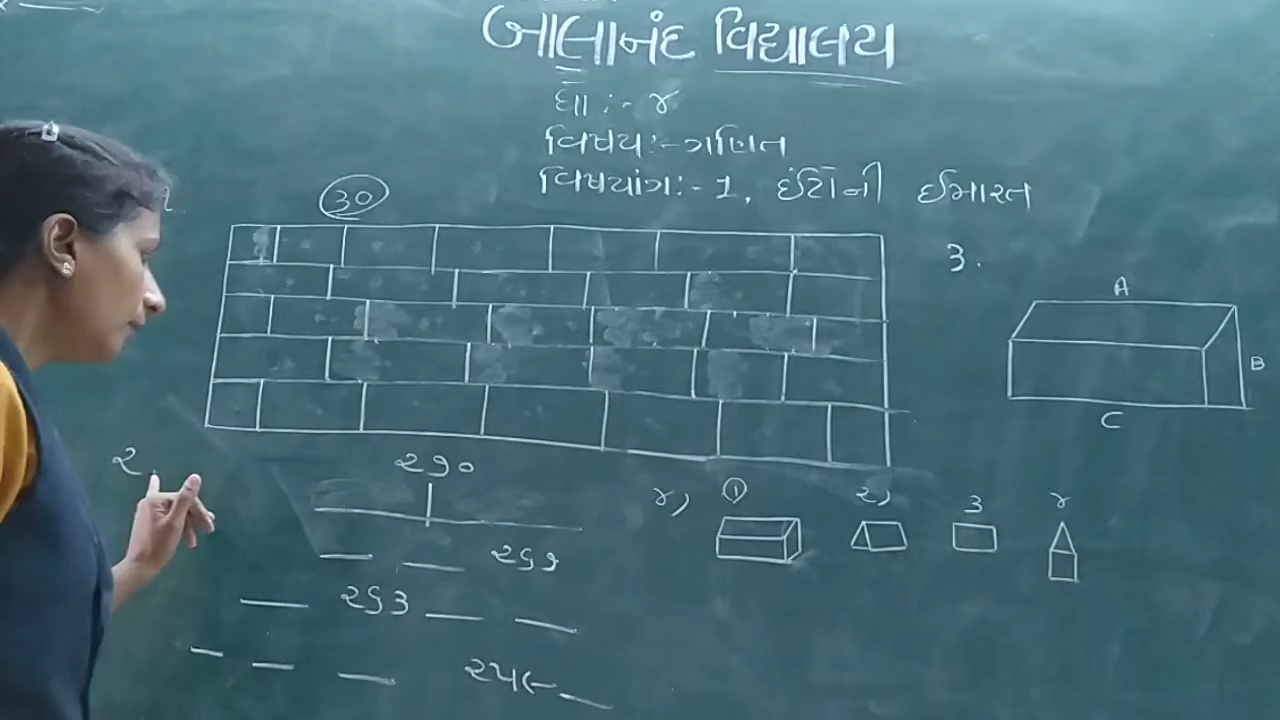 બાલાનંદ વિદ્યાલય
ધો :- ૪
વિષય:- ગણિત
વિષયાંગ:- 1. ઇંટોની ઈમારત
30
3.
A
B
C
૨
૨૭૦
૨૬૭
૨૬૩
૨૫૯
૪) ① ૨) 3 ૪